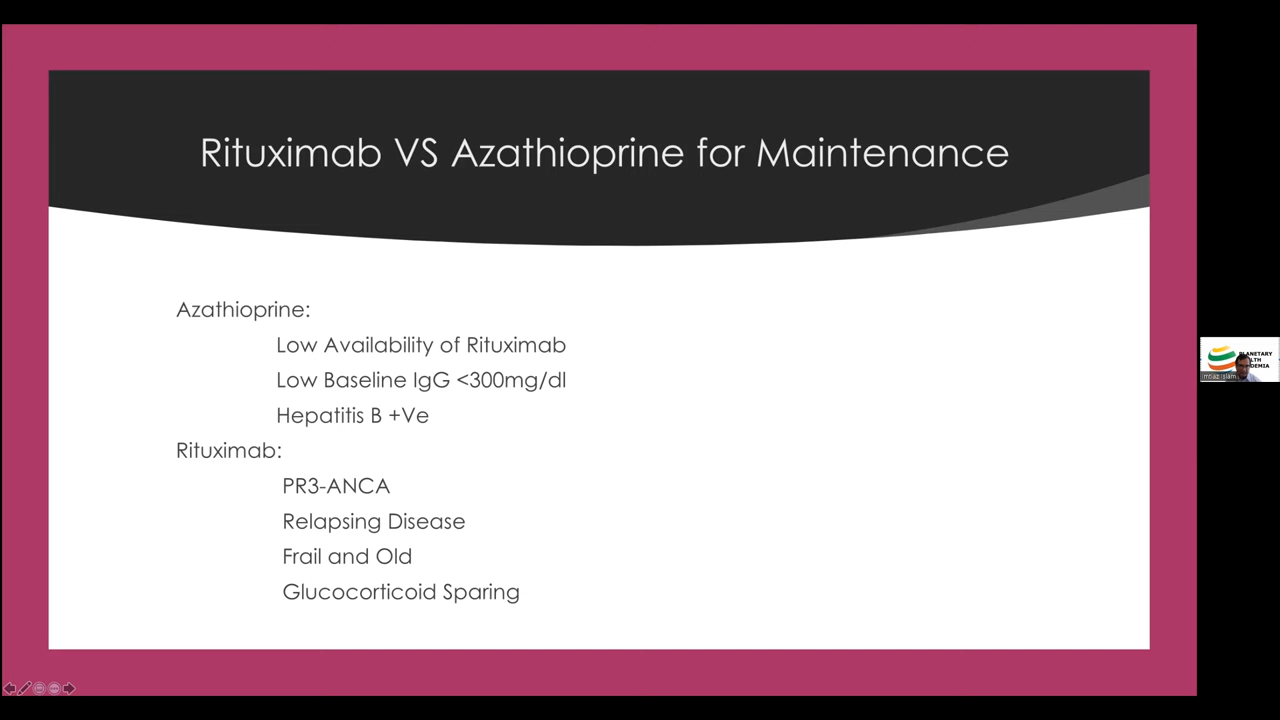 Rituximab VS Azathioprine for Maintenance
Azathioprine:
Low Availability of Rituximab
Low Baseline IgG <300mg/dl
Hepatitis B +Ve
Rituximab:
PR3-ANCA
Relapsing Disease
Frail and Old
Glucocorticoid Sparing
PLANETARY